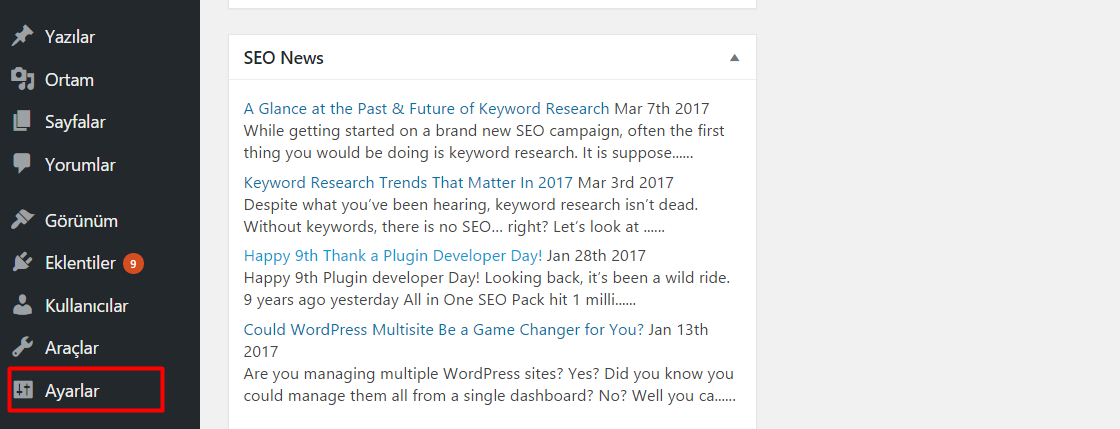 Yazılar
Ortam
Sayfalar
Yorumlar
Görünüm
Eklentiler 9
Kullanıcılar
Araçlar
Ayarlar
SEO News
A Glance at the Past & Future of Keyword Research Mar 7th 2017
While getting started on a brand new SEO campaign, often the first
thing you would be doing is keyword research. It is suppose......
Keyword Research Trends That Matter In 2017 Mar 3rd 2017
Despite what you’ve been hearing, keyword research isn’t dead.
Without keywords, there is no SEO... right? Let’s look at ......
Happy 9th Thank a Plugin Developer Day! Jan 28th 2017
Happy 9th Plugin developer Day! Looking back, it’s been a wild ride.
9 years ago yesterday All in One SEO Pack hit 1 milli......
Could WordPress Multisite Be a Game Changer for You? Jan 13th
2017
Are you managing multiple WordPress sites? Yes? Did you know you
could manage them all from a single dashboard? No? Well you ca......